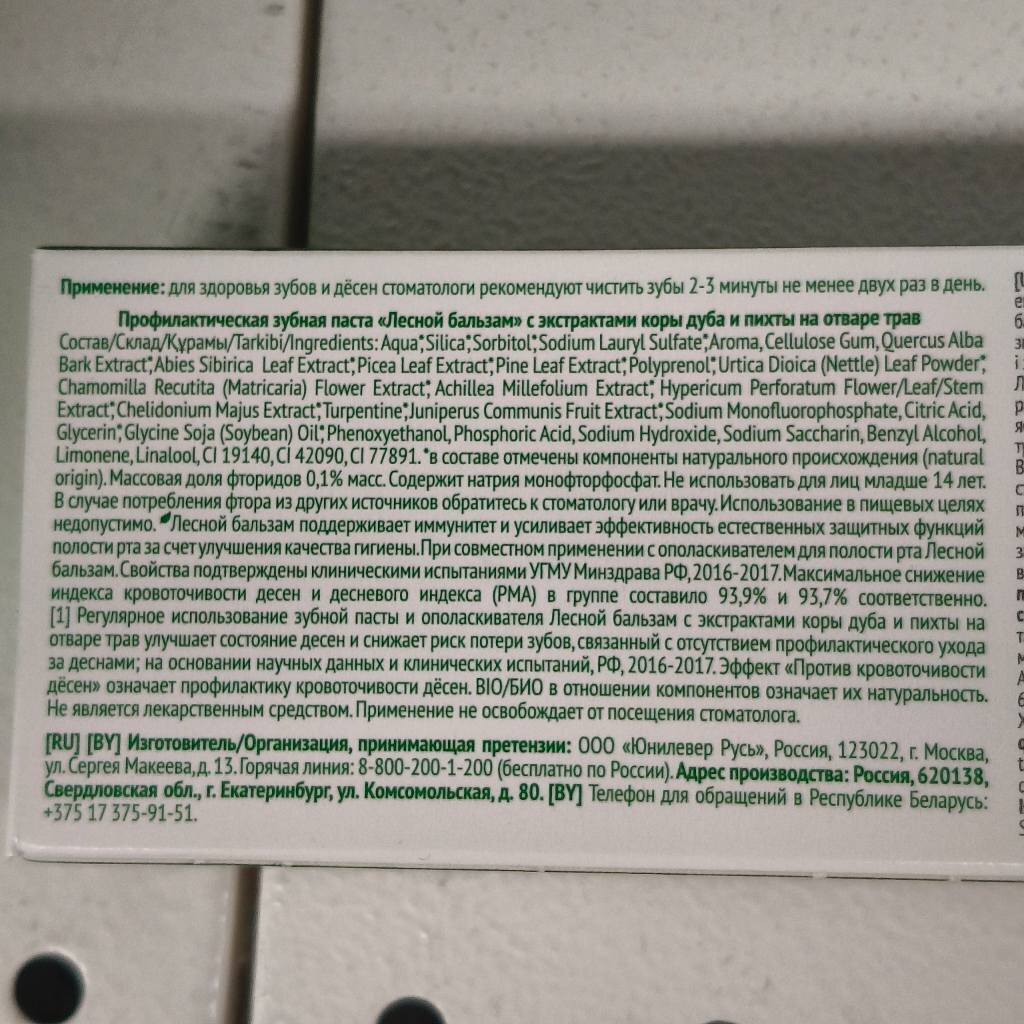 Применение: для здоровья зубов и дёсен стоматологи рекомендуют чистить зубы 2-3 минуты не менее двух раз в день.
Профилактическая зубная паста «Лесной бальзам» с экстрактами коры дуба и пихты на отваре трав
Состав/Склад/Құрамы/Tarkibi/Ingredients: Aqua*, Silica*, Sorbitol*, Sodium Lauryl Sulfate*, Aroma, Cellulose Gum, Quercus Alba
Bark Extract*, Abies Sibirica Leaf Extract*, Picea Leaf Extract*, Pine Leaf Extract*, Polyprenol*, Urtica Dioica (Nettle) Leaf Powder*,
Chamomilla Recutita (Matricaria) Flower Extract*, Achillea Millefolium Extract*, Hypericum Perforatum Flower/Leaf/Stem
Extract*, Chelidonium Majus Extract*, Turpentine*, Juniperus Communis Fruit Extract*, Sodium Monofluorophosphate, Citric Acid,
Glycerin*, Glycine Soja (Soybean) Oil*, Phenoxyethanol, Phosphoric Acid, Sodium Hydroxide, Sodium Saccharin, Benzyl Alcohol,
Limonene, Linalool, CI 19140, CI 42090, CI 77891. *в составе отмечены компоненты натурального происхождения (natural
origin). Массовая доля фторидов 0,1% масс. Содержит натрия монофторфосфат. Не использовать для лиц младше 14 лет.
В случае потребления фтора из других источников обратитесь к стоматологу или врачу. Использование в пищевых целях
недопустимо. Лесной бальзам поддерживает иммунитет и усиливает эффективность естественных защитных функций
полости рта за счет улучшения качества гигиены. При совместном применении с ополаскивателем для полости рта Лесной
бальзам. Свойства подтверждены клиническими испытаниями УГМУ Минздрава РФ, 2016-2017. Максимальное снижение
индекса кровоточивости десен и десневого индекса (РМА) в группе составило 93,9% и 93,7% соответственно.
[1] Регулярное использование зубной пасты и ополаскивателя Лесной бальзам с экстрактами коры дуба и пихты на
отваре трав улучшает состояние десен и снижает риск потери зубов, связанный с отсутствием профилактического ухода
за деснами; на основании научных данных и клинических испытаний, РФ, 2016-2017. Эффект «Против кровоточивости
дёсен» означает профилактику кровоточивости дёсен. BIO/БИО в отношении компонентов означает их натуральность.
Не является лекарственным средством. Применение не освобождает от посещения стоматолога.
[RU] [BY] Изготовитель/Организация, принимающая претензии: ООО «Юнилевер Русь», Россия, 123022, г. Москва,
ул. Сергея Макеева, д. 13. Горячая линия: 8-800-200-1-200 (бесплатно по России). Адрес производства: Россия, 620138,
Свердловская обл., г. Екатеринбург, ул. Комсомольская, д. 80. [BY] Телефон для обращений в Республике Беларусь:
+375 17 375-91-51.